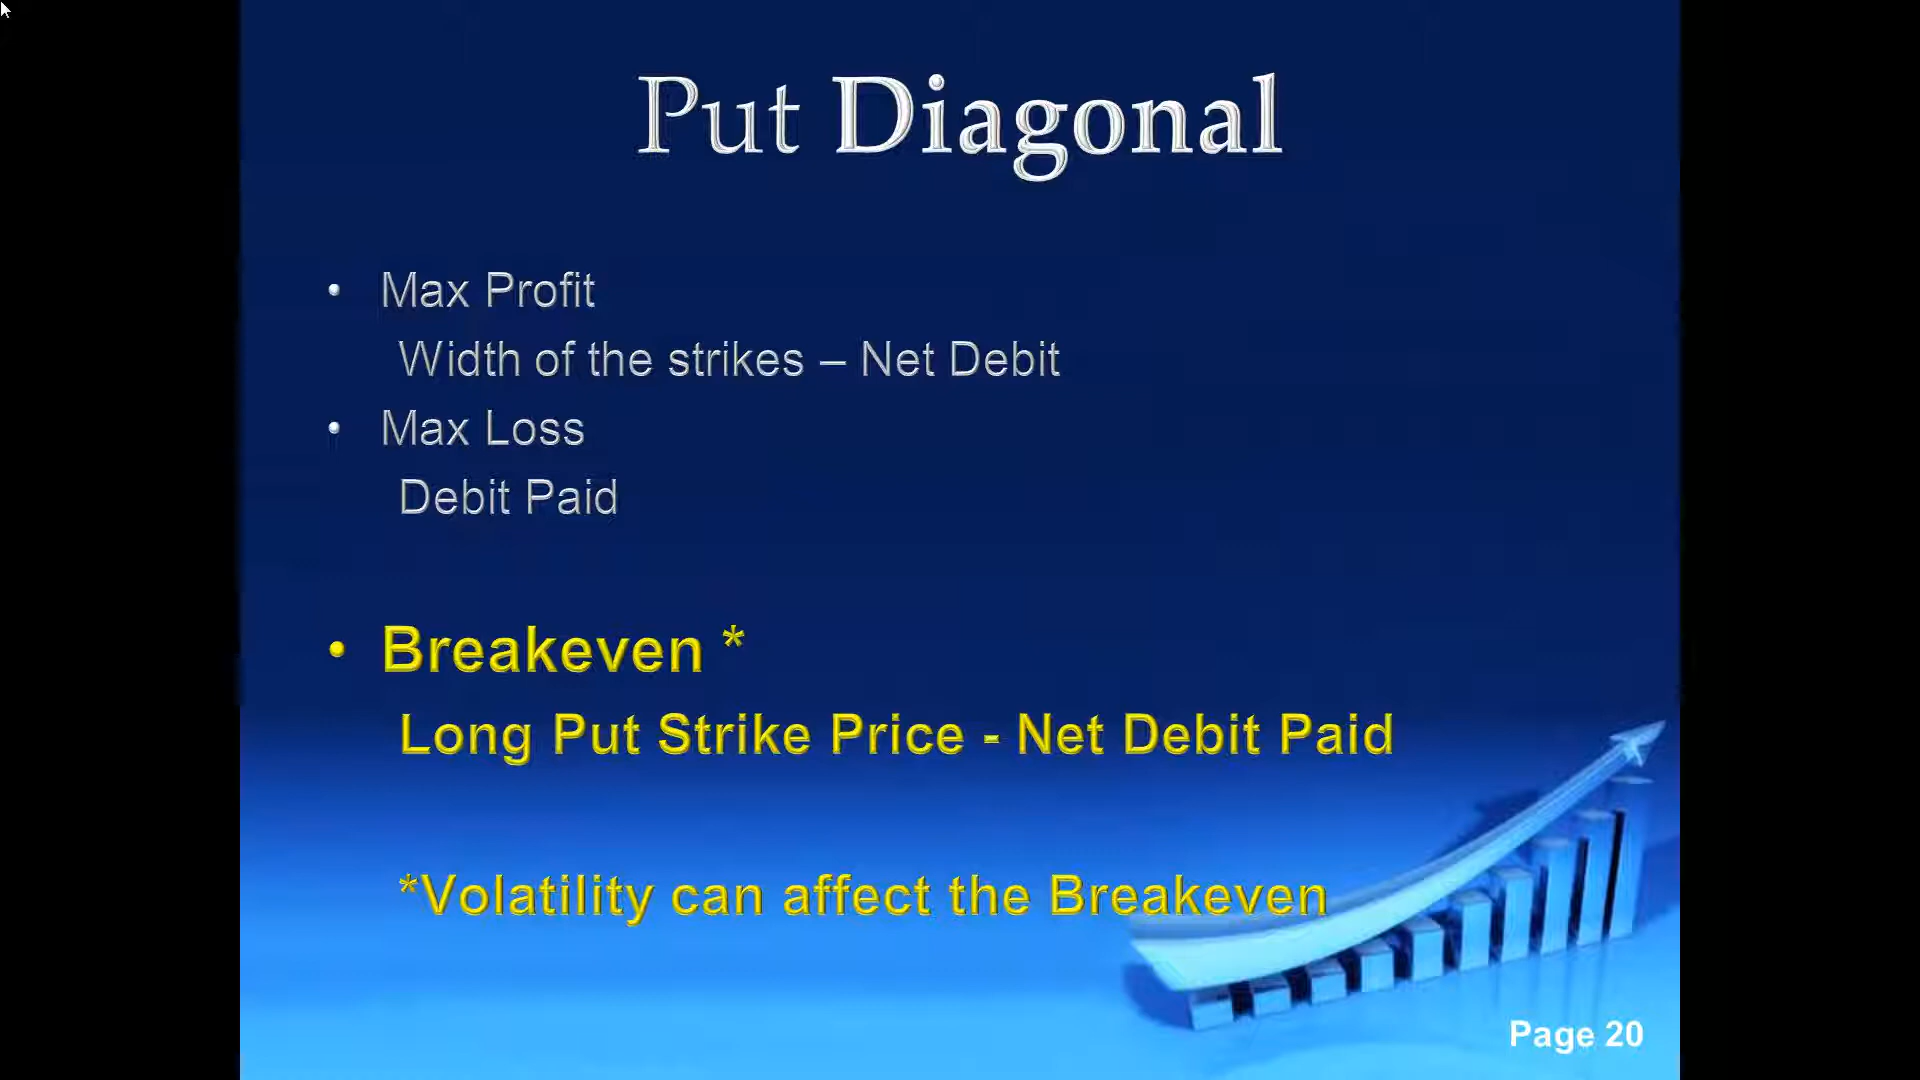 Put Diagonal
• Max Profit
Width of the strikes – Net Debit
• Max Loss
Debit Paid
• Breakeven *
Long Put Strike Price - Net Debit Paid
*Volatility can affect the Breakeven
Page 20